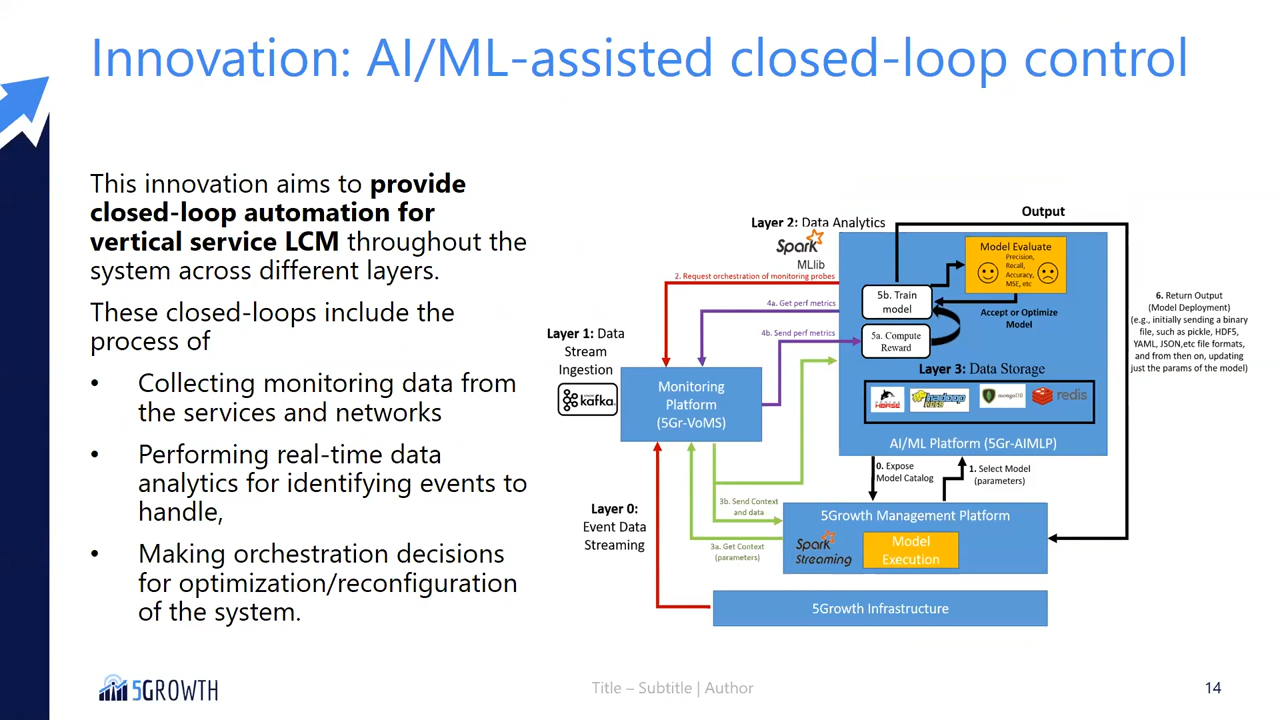 Innovation: AI/ML-assisted closed-loop control
This innovation aims to provide
closed-loop automation for
vertical service LCM throughout the
system across different layers.
These closed-loops include the
process of
• Collecting monitoring data from
the services and networks
• Performing real-time data
analytics for identifying events to
handle,
• Making orchestration decisions
for optimization/reconfiguration
of the system.
Output
Layer 2: Data Analytics
Spark
MLlib
Model Evaluate
Precision,
Recall,
Accuracy,
MSE, etc
2. Request orchestration of monitoring probes
4a. Get perf metrics
4b. Send perf metrics
5b. Train
model
Accept or Optimize
Model
5a. Compute
Reward
6. Return Output
(Model Deployment)
(e.g., initially sending a binary
file, such as pickle, HDF5,
YAML, JSON,etc file formats,
and from then on, updating
just the params of the model)
Layer 1: Data
Stream
Ingestion
kafka
Monitoring
Platform
(5Gr-VoMS)
Layer 3: Data Storage
HBASE
hadoop
HDFS
mongoDB
redis
AI/ML Platform (5Gr-AIMLP)
0. Expose
Model Catalog
1. Select Model
(parameters)
Layer 0:
Event Data
Streaming
3b. Send Context
and data
3a. Get Context
(parameters)
5Growth Management Platform
Spark
Streaming
Model
Execution
5Growth Infrastructure
5GROWTH
Title – Subtitle | Author
14